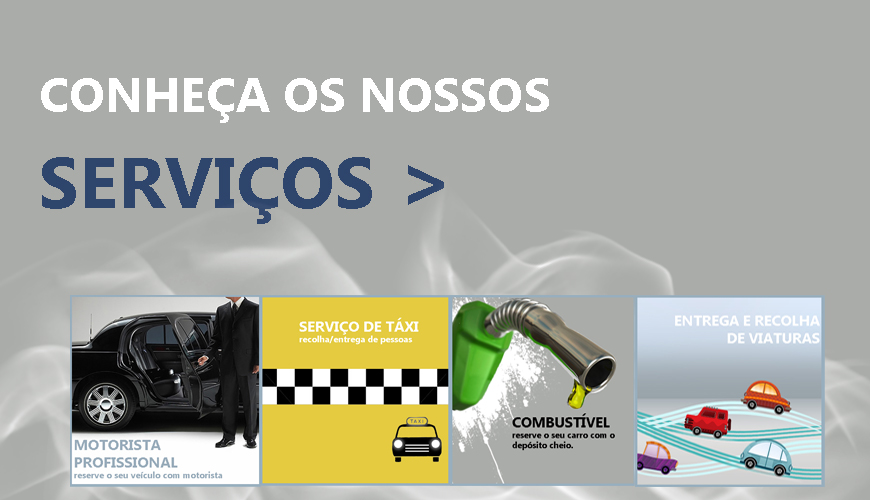 CONHEÇA OS NOSSOS
SERVIÇOS >
MOTORISTA
PROFISSIONAL
reserve o seu veículo com motorista
SERVIÇO DE TÁXI
recolha/entrega de pessoas
TAXI
COMBUSTÍVEL
reserve o seu carro com o
depósito cheio.
ENTREGA E RECOLHA
DE VIATURAS